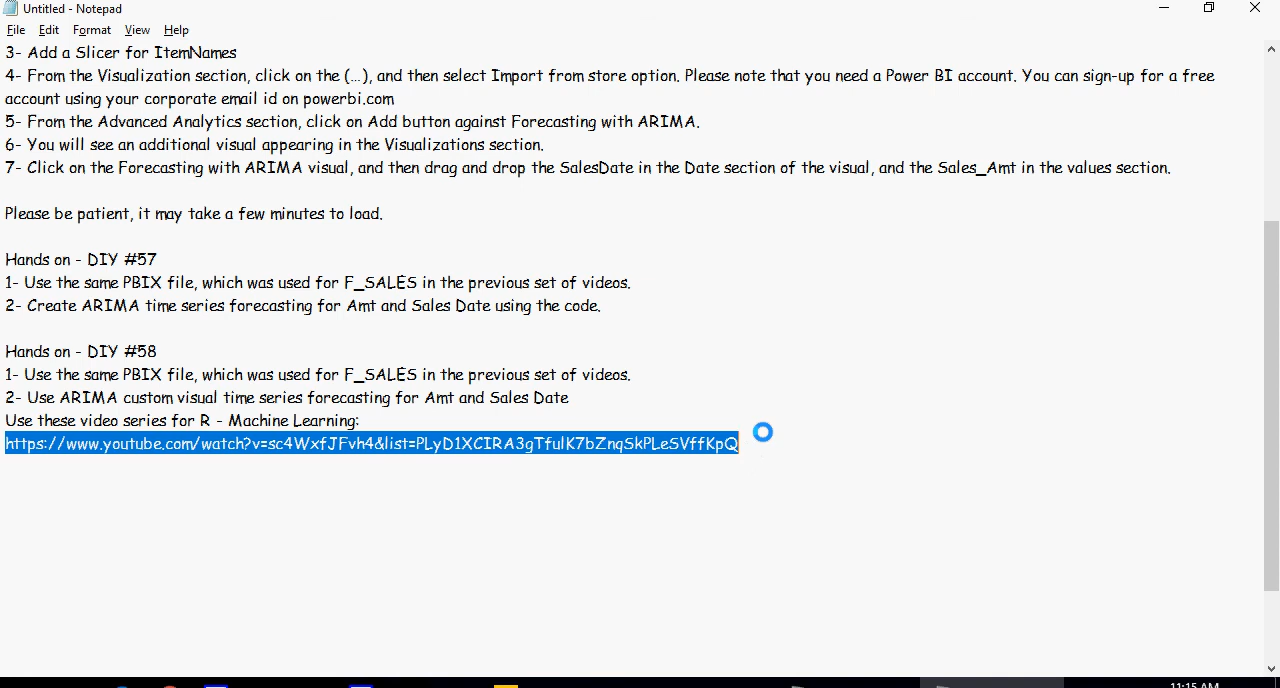 Untitled - Notepad
File Edit Format View Help
3- Add a Slicer for ItemNames
4- From the Visualization section, click on the (...), and then select Import from store option. Please note that you need a Power BI account. You can sign-up for a free
account using your corporate email id on powerbi.com
5- From the Advanced Analytics section, click on Add button against Forecasting with ARIMA.
6- You will see an additional visual appearing in the Visualizations section.
7- Click on the Forecasting with ARIMA visual, and then drag and drop the SalesDate in the Date section of the visual, and the Sales_Amt in the values section.
Please be patient, it may take a few minutes to load.
Hands on - DIY #57
1- Use the same PBIX file, which was used for F_SALES in the previous set of videos.
2- Create ARIMA time series forecasting for Amt and Sales Date using the code.
Hands on - DIY #58
1- Use the same PBIX file, which was used for F_SALES in the previous set of videos.
2- Use ARIMA custom visual time series forecasting for Amt and Sales Date
Use these video series for R - Machine Learning:
https://www.youtube.com/watch?v=sc4WxfJFvh4&list=PLyD1XCIRA3gTfulK7bZnqSkPLeSVffKpQ
11:15 AM